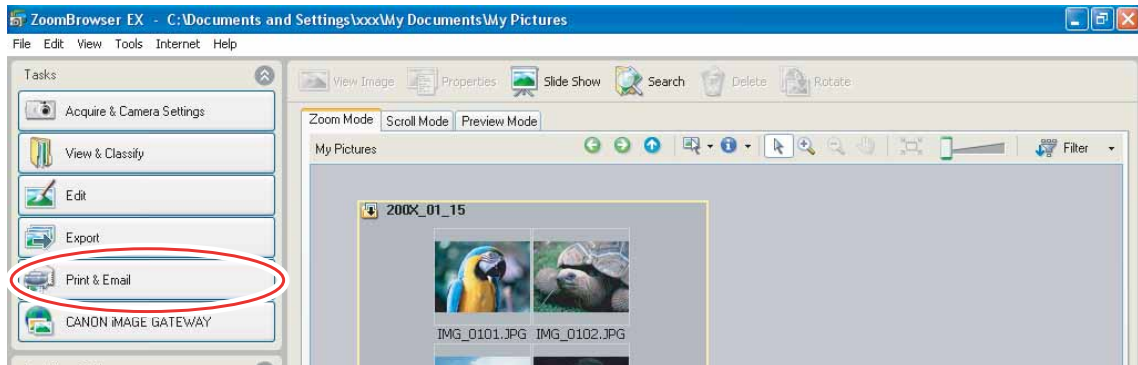 ZoomBrowser EX - C:\Documents and Settings\xxx\My Documents\My Pictures
File Edit View Tools Internet Help
Tasks
Acquire & Camera Settings
View & Classify
Edit
Export
Print & Email
CANON iMAGE GATEWAY
View Image Properties Slide Show Search Delete Rotate
Zoom Mode Scroll Mode Preview Mode
My Pictures Filter
200X_01_15
IMG_0101.JPG IMG_0102.JPG